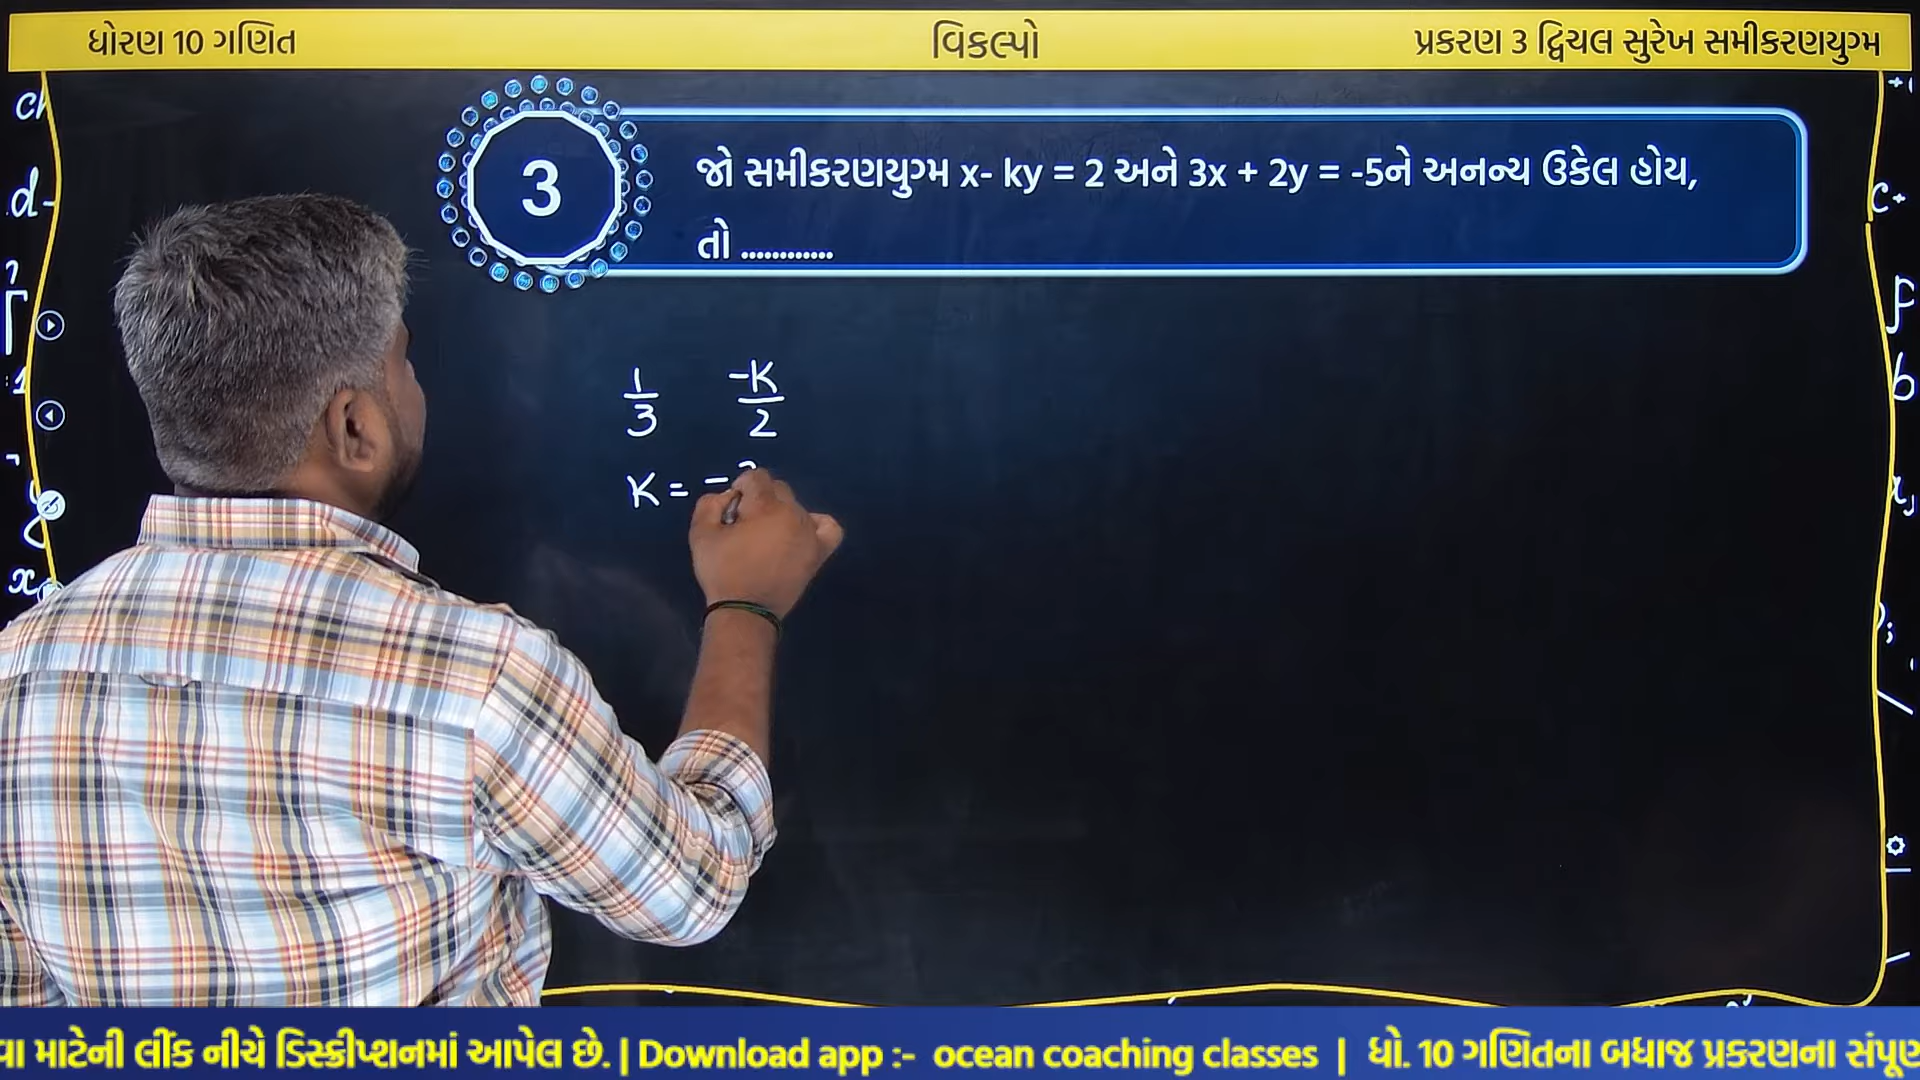 ધોરણ 10 ગણિત
વિકલ્પો
પ્રકરણ 3 દ્વિચલ સુરેખ સમીકરણયુગ્મ
3
જો સમીકરણયુગ્મ x- ky = 2 અને 3x + 2y = -5ને અનન્ય ઉકેલ હોય,
તો ............
1/3 -K/2
K = -
માટેની લીંક નીચે ડિસ્ક્રીપ્શનમાં આપેલ છે. | Download app :- ocean coaching classes | ધો. 10 ગણિતના બધાજ પ્રકરણના